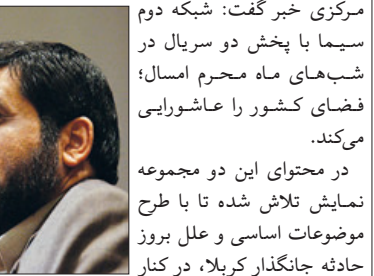 مرکزی خبر گفت: شبکه دوم
سیما با پخش دو سریال در
شب‌های ماه محرم امسال؛
فضای کشور را عاشورایی
می‌کند.
در محتوای این دو مجموعه
نمایش تلاش شده تا با طرح
موضوعات اساسی و علل بروز
حادثه جانگذار کربلا، در کنار